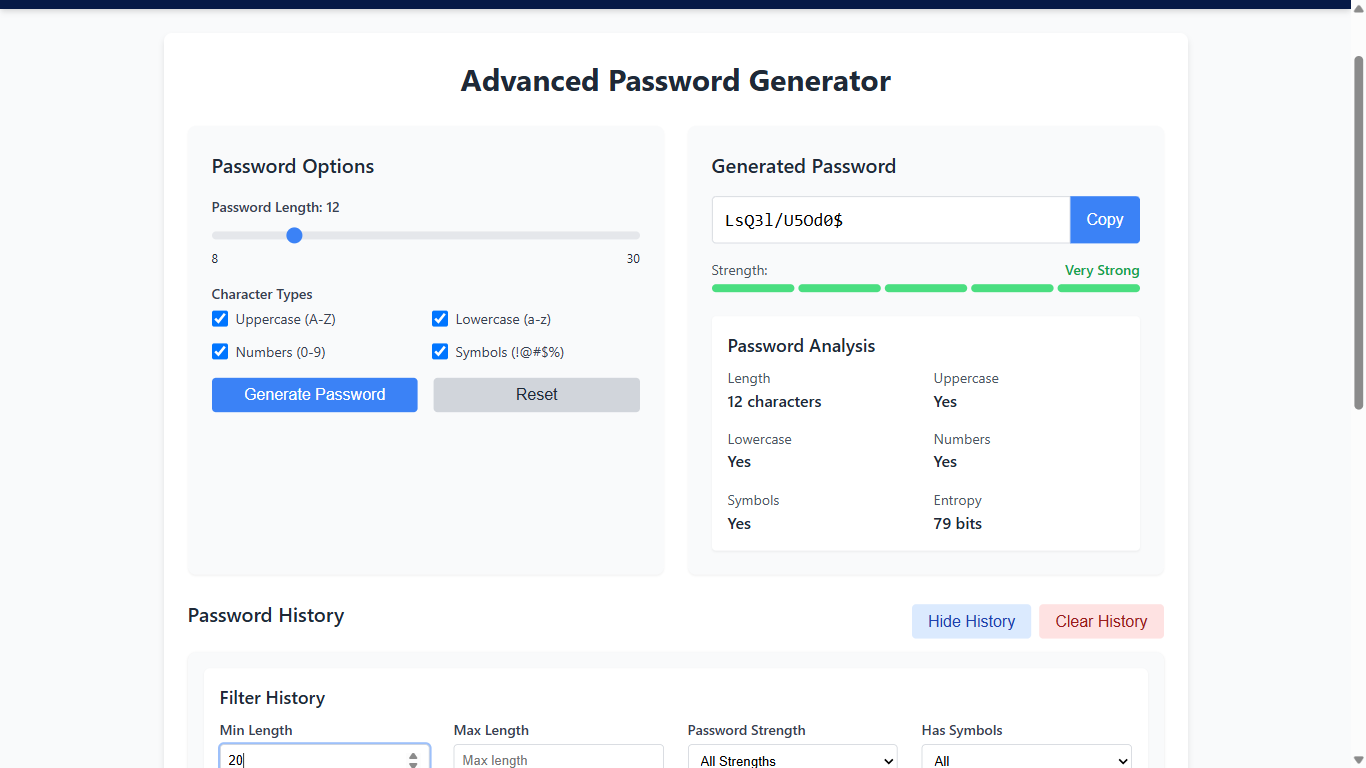 Advanced Password Generator
Password Options
Password Length: 12
8 30
Character Types
Uppercase (A-Z) Lowercase (a-z)
Numbers (0-9) Symbols (!@#$%)
Generate Password Reset
Generated Password
LsQ3l/U5Od0$ Copy
Strength: Very Strong
Password Analysis
Length Uppercase
12 characters Yes
Lowercase Numbers
Yes Yes
Symbols Entropy
Yes 79 bits
Password History Hide History Clear History
Filter History
Min Length Max Length Password Strength Has Symbols
20 Max length All Strengths All